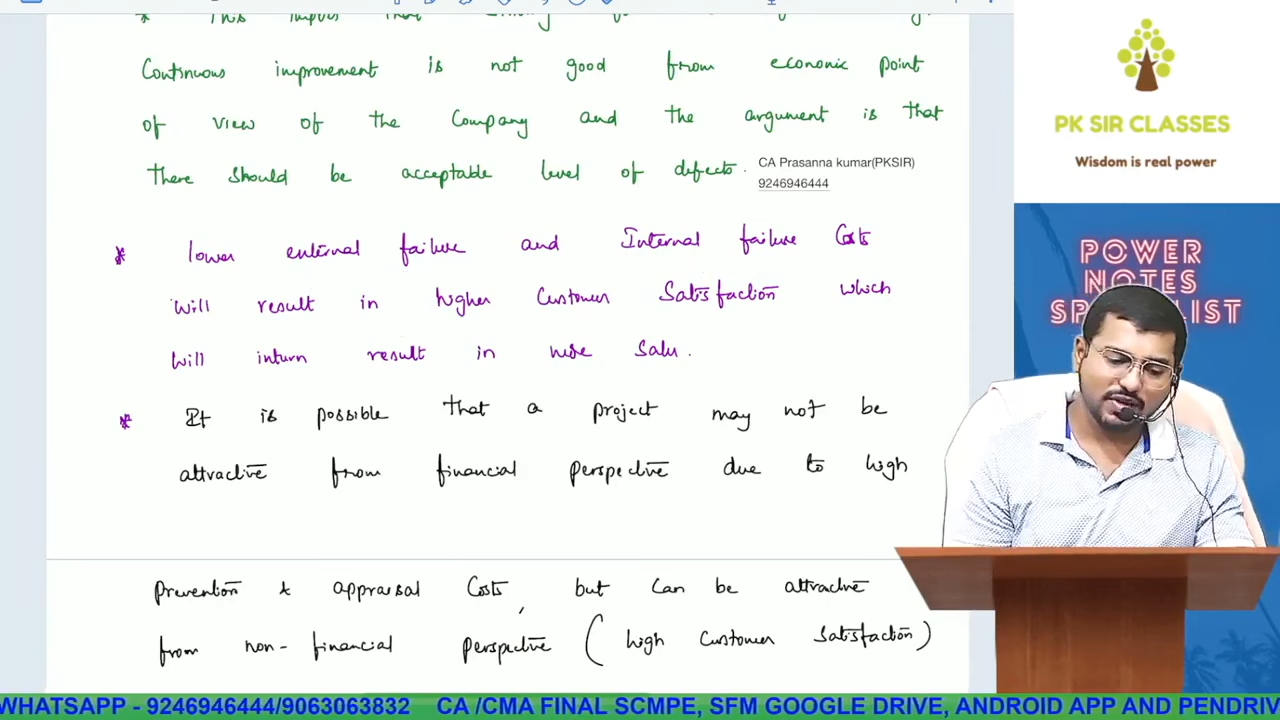 * This implies that
Continuous improvement is not good from economic point
of view of the Company and the argument is that
there should be acceptable level of defects.
CA Prasanna kumar(PKSIR)
9246946444
* lower external failure and Internal failure Costs
Will result in higher Customer Satisfaction which
Will inturn result in more Sales.
* It is possible that a project may not be
attractive from financial perspective due to high
prevention & appraisal Costs, but can be attractive
from non-financial perspective (high Customer Satisfaction)
PK SIR CLASSES
Wisdom is real power
POWER
NOTES
SPECIALIST
WHATSAPP - 9246946444/9063063832 CA /CMA FINAL SCMPE, SFM GOOGLE DRIVE, ANDROID APP AND PENDRIV